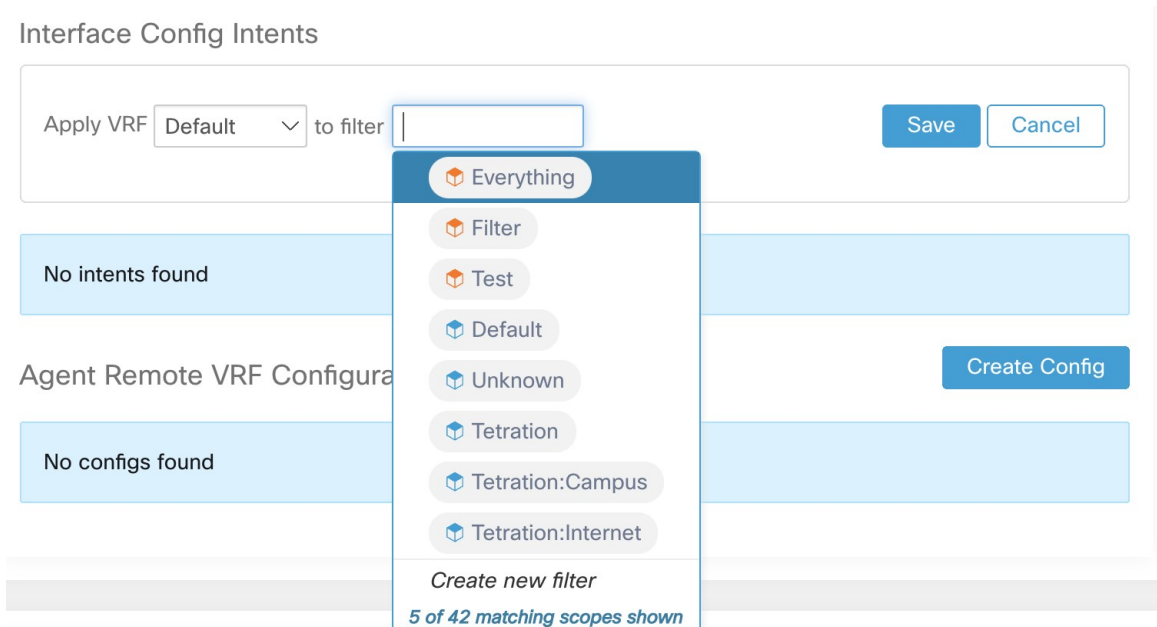 Interface Config Intents
Apply VRF Default to filter
Save
Cancel
Everything
Filter
Test
Default
Unknown
Tetration
Tetration:Campus
Tetration:Internet
Create new filter
5 of 42 matching scopes shown
No intents found
Agent Remote VRF Configura
Create Config
No configs found